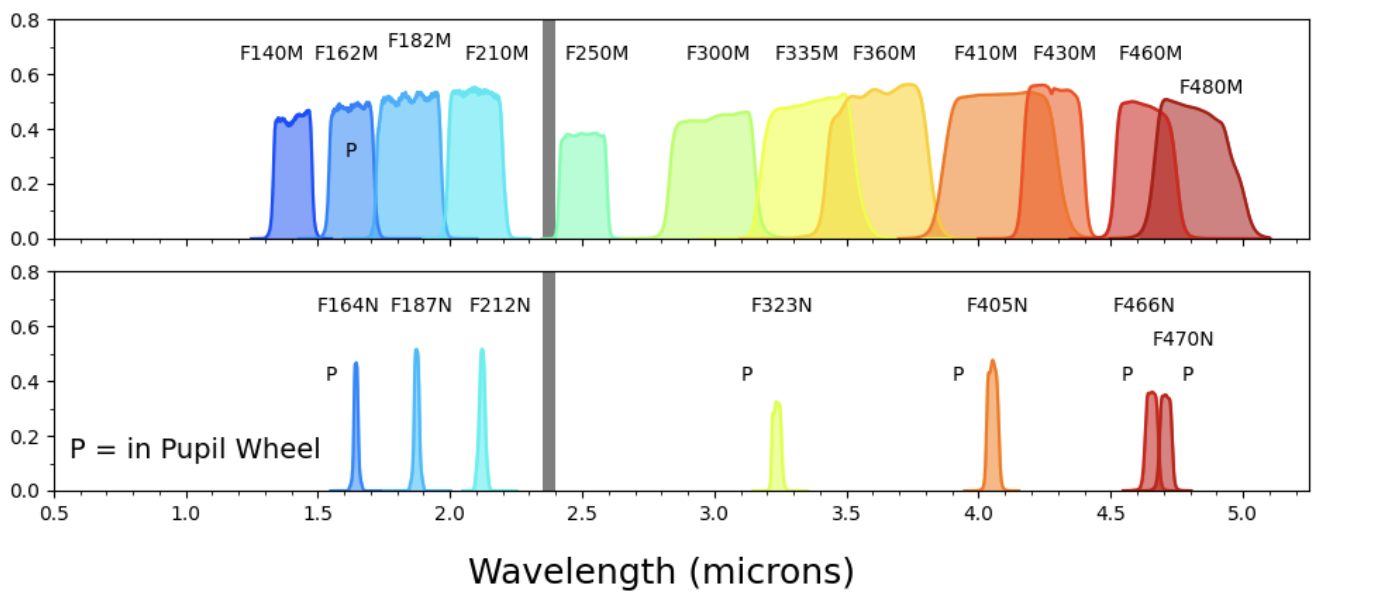 0.8
F182M
F140M F162M F210M F250M F300M F335M F360M F410M F430M F460M
0.6
F480M
0.4
P
0.2
0.0
0.8
F164N F187N F212N F323N F405N F466N
0.6
F470N
0.4
P P P P P
0.2
P = in Pupil Wheel
0.0
0.5 1.0 1.5 2.0 2.5 3.0 3.5 4.0 4.5 5.0
Wavelength (microns)